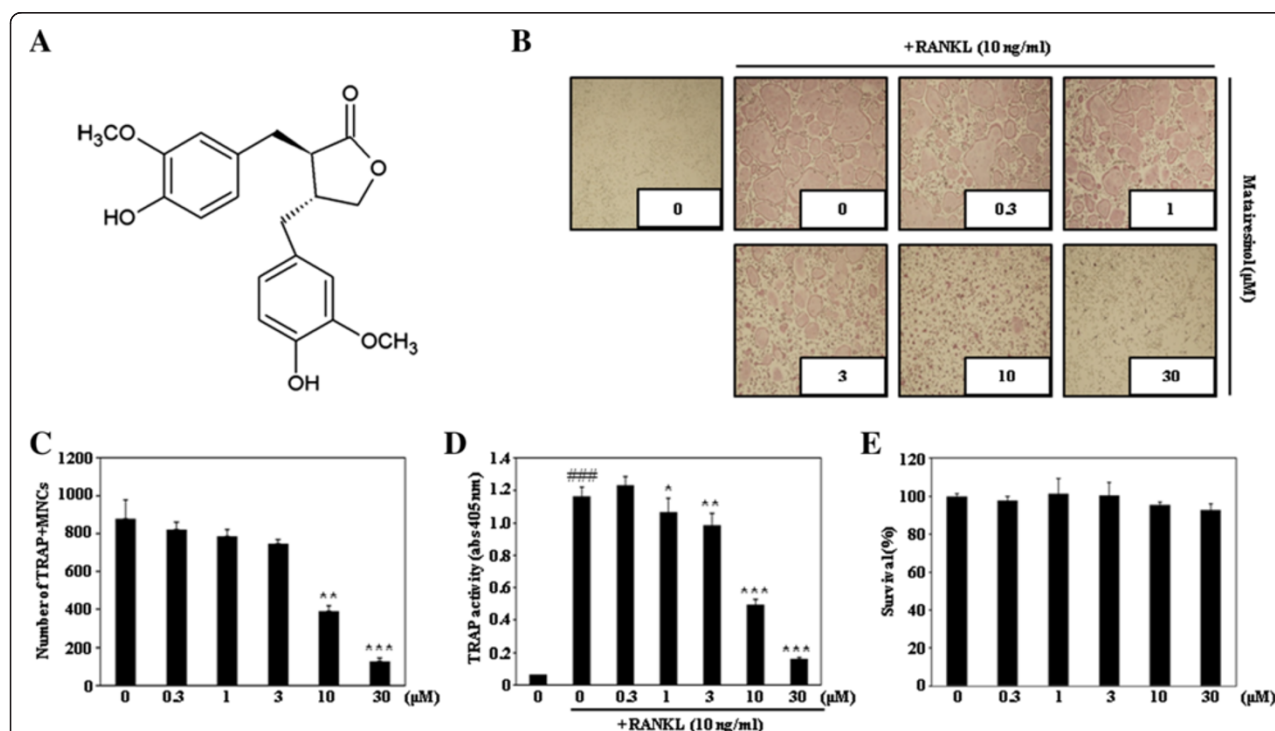 A
O
H₃CO
O
HO
OCH₃
OH
B
+RANKL (10 ng/ml)
0
0
0.3
1
3
10
30
Matairesinol (μM)
C
Number of TRAP+MNCs
1200
1000
800
600
400
200
0
**
***
0 0.3 1 3 10 30 (μM)
D
TRAP activity (abs405nm)
1.4
1.2
1.0
0.8
0.6
0.4
0.2
0
###
*
**
***
***
0 0 0.3 1 3 10 30 (μM)
+RANKL (10 ng/ml)
E
Survival (%)
120
100
80
60
40
20
0
0 0.3 1 3 10 30 (μM)